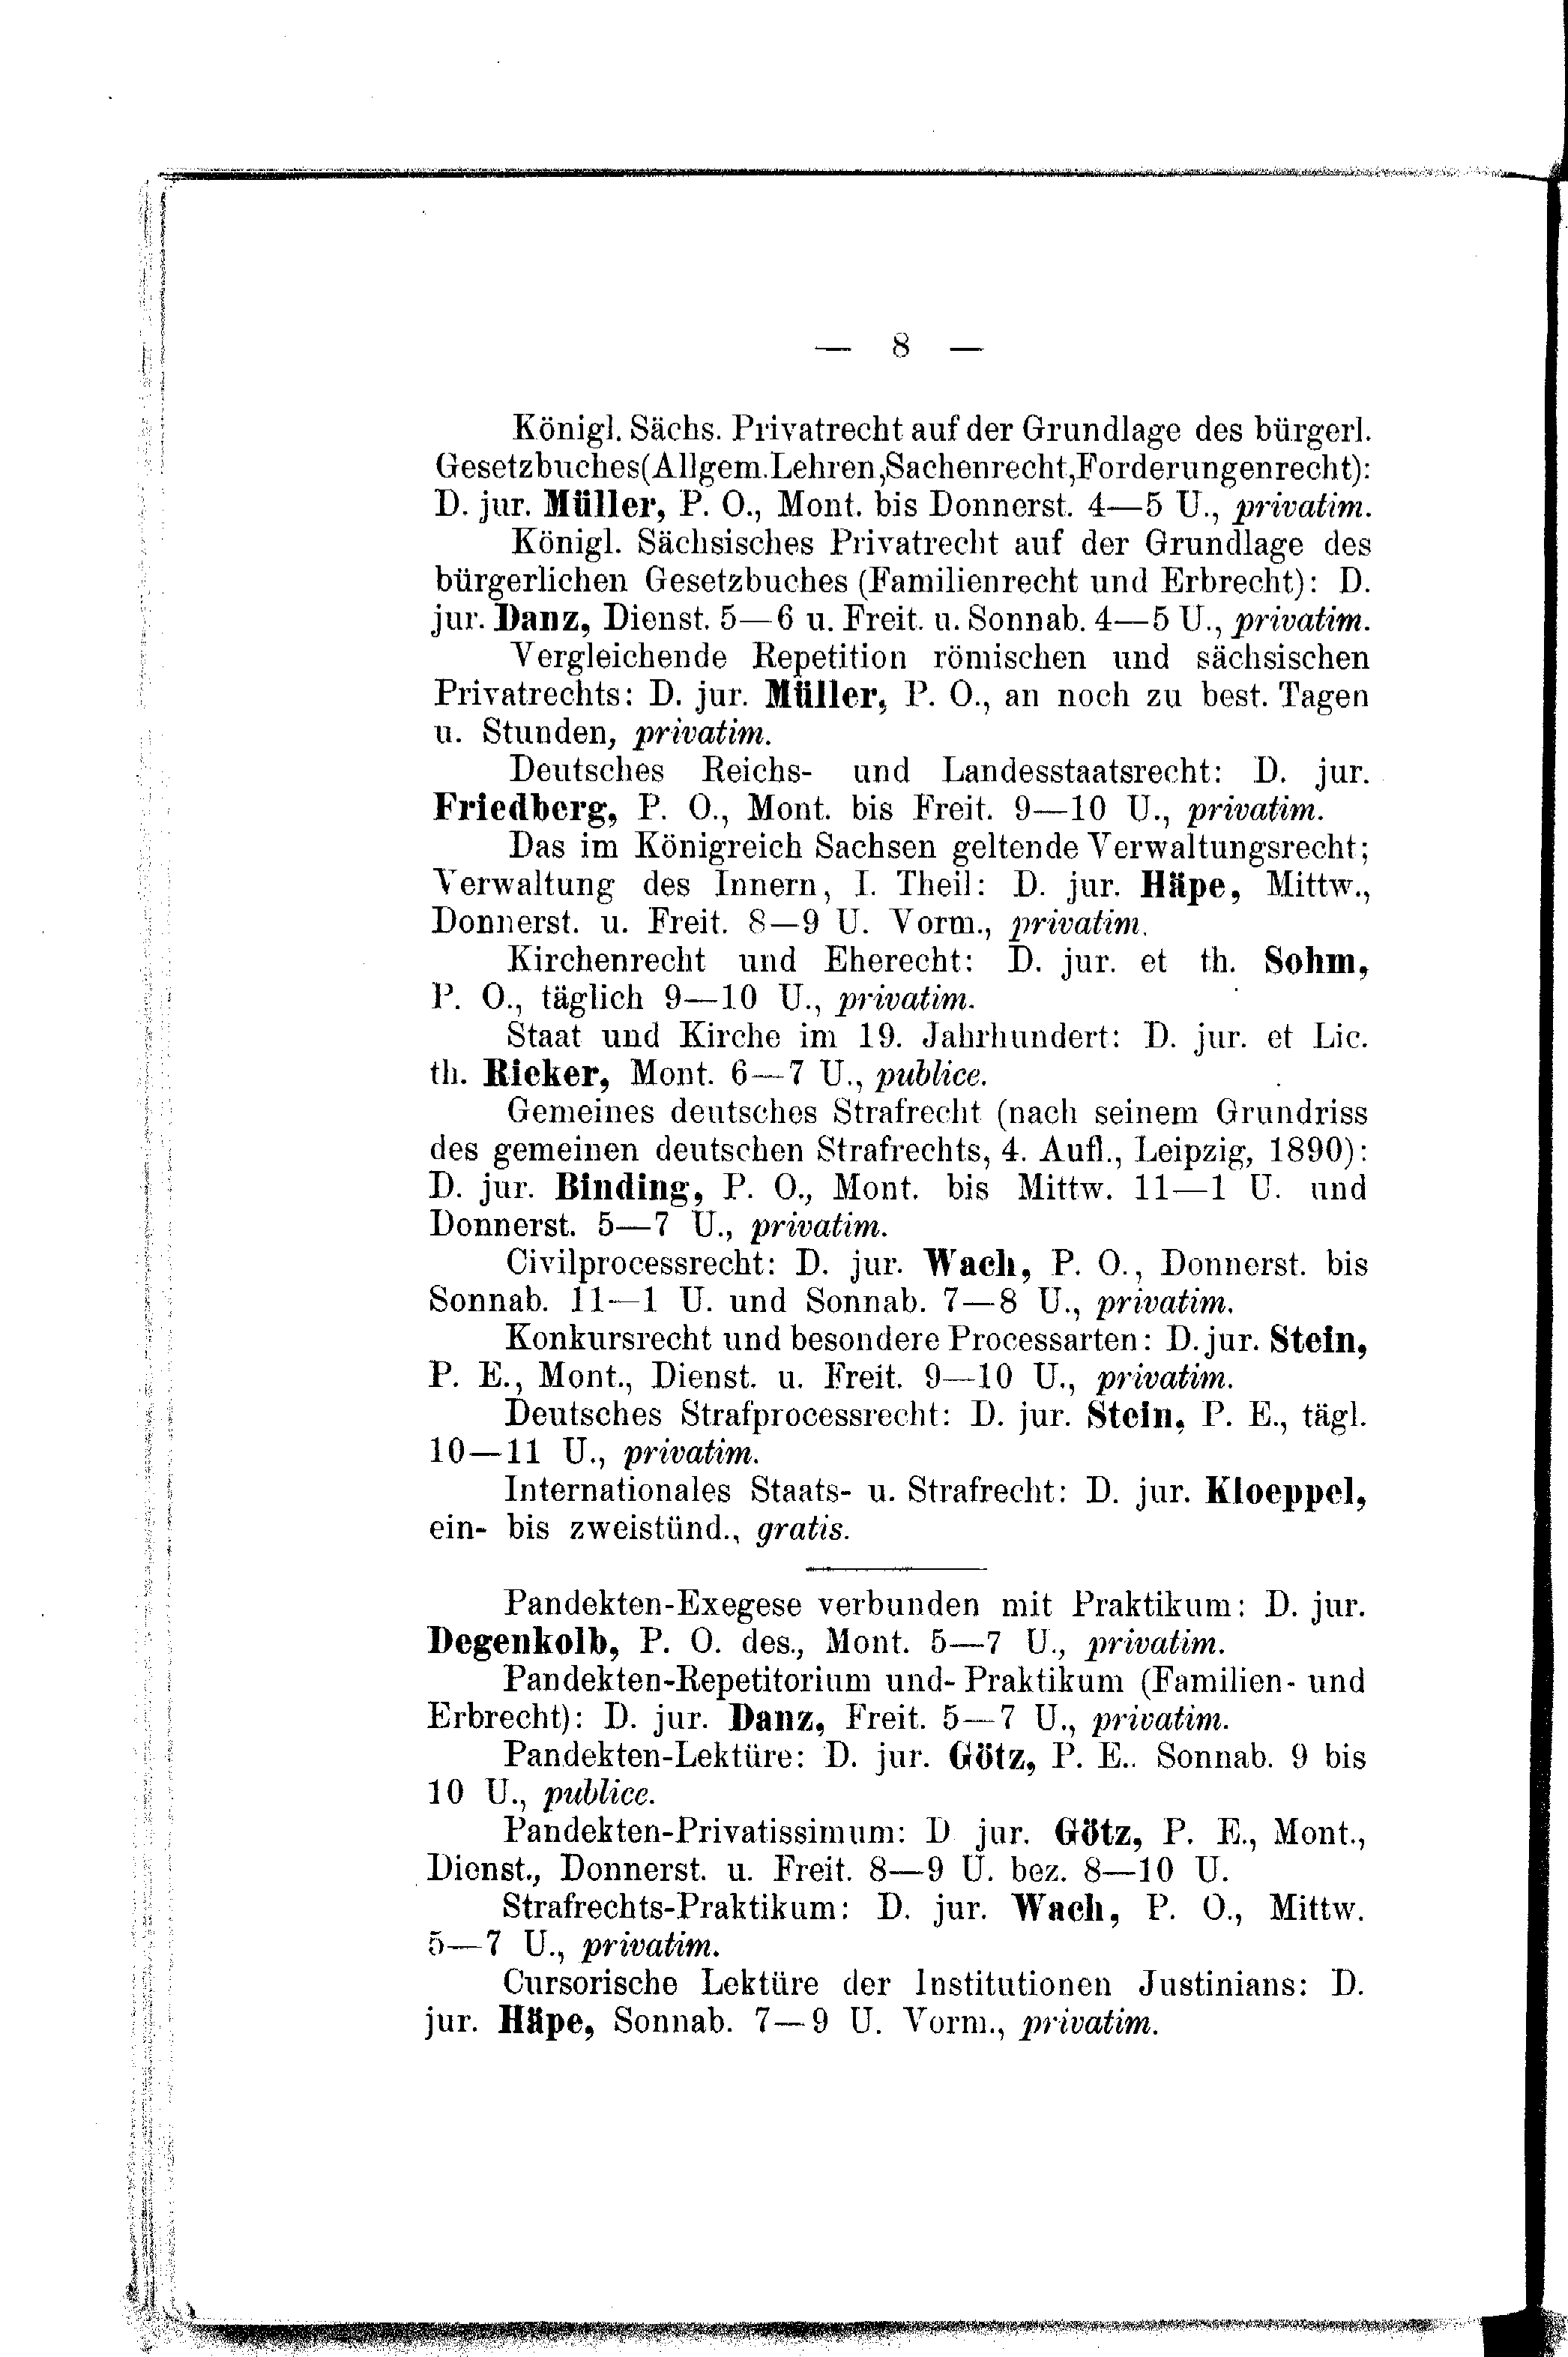 — 8 —
Königl. Sächs. Privatrecht auf der Grundlage des bürgerl.
Gesetzbuches(Allgem.Lehren,Sachenrecht,Forderungenrecht):
D. jur. Müller, P. O., Mont. bis Donnerst. 4—5 U., privatim.
Königl. Sächsisches Privatrecht auf der Grundlage des
bürgerlichen Gesetzbuches (Familienrecht und Erbrecht): D.
jur. Danz, Dienst. 5—6 u. Freit. u. Sonnab. 4—5 U., privatim.
Vergleichende Repetition römischen und sächsischen
Privatrechts: D. jur. Müller, P. O., an noch zu best. Tagen
u. Stunden, privatim.
Deutsches Reichs- und Landesstaatsrecht: D. jur.
Friedberg, P. O., Mont. bis Freit. 9—10 U., privatim.
Das im Königreich Sachsen geltende Verwaltungsrecht;
Verwaltung des Innern, I. Theil: D. jur. Häpe, Mittw.,
Donnerst. u. Freit. 8—9 U. Vorm., privatim.
Kirchenrecht und Eherecht: D. jur. et th. Sohm,
P. O., täglich 9—10 U., privatim.
Staat und Kirche im 19. Jahrhundert: D. jur. et Lic.
th. Rieker, Mont. 6—7 U., publice.
Gemeines deutsches Strafrecht (nach seinem Grundriss
des gemeinen deutschen Strafrechts, 4. Aufl., Leipzig, 1890):
D. jur. Binding, P. O., Mont. bis Mittw. 11—1 U. und
Donnerst. 5—7 U., privatim.
Civilprocessrecht: D. jur. Wach, P. O., Donnerst. bis
Sonnab. 11—1 U. und Sonnab. 7—8 U., privatim.
Konkursrecht und besondere Processarten: D. jur. Stein,
P. E., Mont., Dienst. u. Freit. 9—10 U., privatim.
Deutsches Strafprocessrecht: D. jur. Stein, P. E., tägl.
10—11 U., privatim.
Internationales Staats- u. Strafrecht: D. jur. Kloeppel,
ein- bis zweistünd., gratis.
Pandekten-Exegese verbunden mit Praktikum: D. jur.
Degenkolb, P. O. des., Mont. 5—7 U., privatim.
Pandekten-Repetitorium und- Praktikum (Familien- und
Erbrecht): D. jur. Danz, Freit. 5—7 U., privatim.
Pandekten-Lektüre: D. jur. Götz, P. E.. Sonnab. 9 bis
10 U., publice.
Pandekten-Privatissimum: D jur. Götz, P. E., Mont.,
Dienst., Donnerst. u. Freit. 8—9 U. bez. 8—10 U.
Strafrechts-Praktikum: D. jur. Wach, P. O., Mittw.
5—7 U., privatim.
Cursorische Lektüre der Institutionen Justinians: D.
jur. Häpe, Sonnab. 7—9 U. Vorm., privatim.